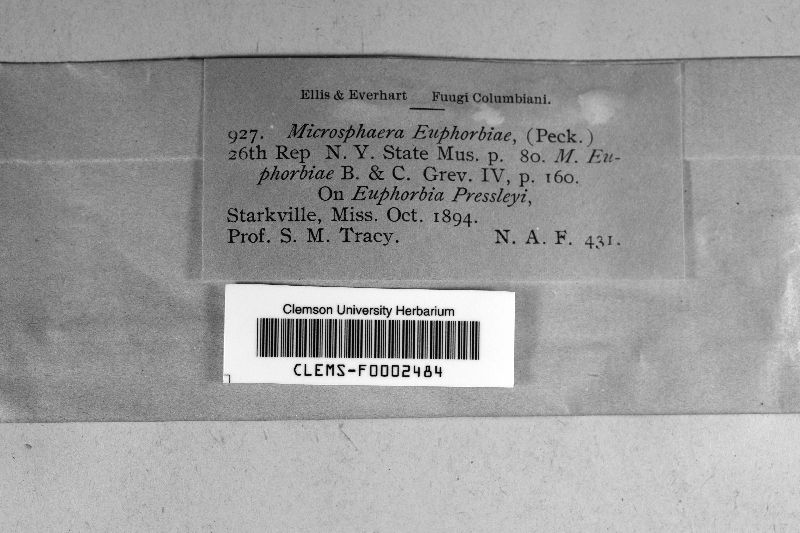 Ellis & Everhart Fuugi Columbiani.
927. Microsphaera Euphorbiae, (Peck.)
26th Rep N. Y. State Mus. p. 80. M. Eu-
phorbiae B. & C. Grev. IV, p. 160.
On Euphorbia Pressleyi,
Starkville, Miss. Oct. 1894.
Prof. S. M. Tracy. N. A. F. 431.
Clemson University Herbarium
CLEMS-F0002484